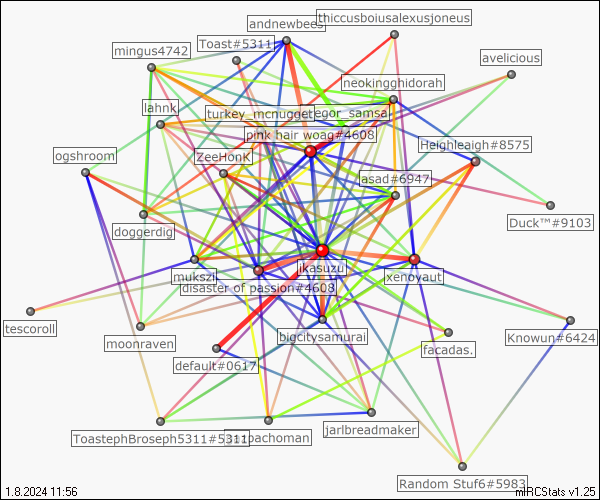 thiccusboiusalexusjoneus
andnewbees
Toast#5311
mingus4742
avelicious
neokingghidorah
lahnk
turkey_mcnugget
egor_samsa
pink hair woag#4608
Heighleaigh#8575
ogshroom
ZeeHonK
asad#6947
Duck™#9103
doggerdig
jkasuzu
mukszi
xenoyaut
disaster of passion#4608
tescoroll
bigcitysamurai
moonraven
facadas.
Knowun#6424
default#0617
jarlbreadmaker
ToastephBroseph5311#5311
pachoman
Random Stuf6#5983
1.8.2024 11:56
mIRCStats v1.25